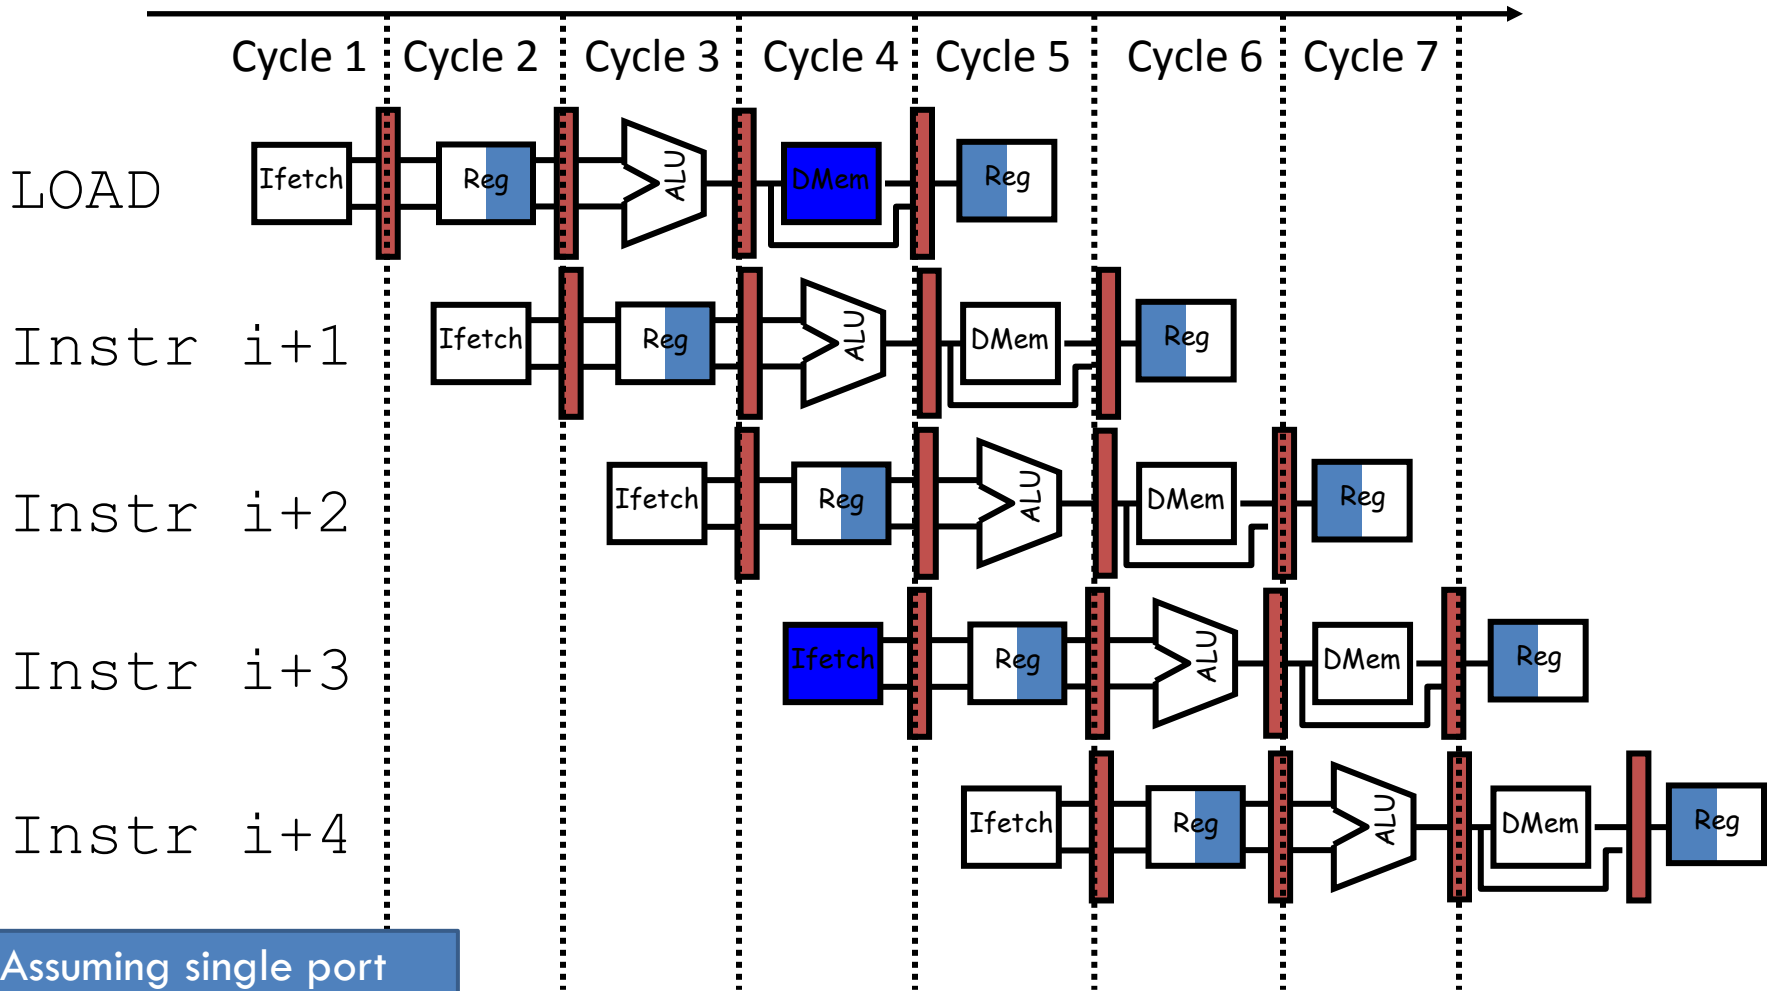 Cycle 1 Cycle 2 Cycle 3 Cycle 4 Cycle 5 Cycle 6 Cycle 7
LOAD Ifetch Reg ALU DMem Reg
Instr i+1 Ifetch Reg ALU DMem Reg
Instr i+2 Ifetch Reg ALU DMem Reg
Instr i+3 Ifetch Reg ALU DMem Reg
Instr i+4 Ifetch Reg ALU DMem Reg
Assuming single port